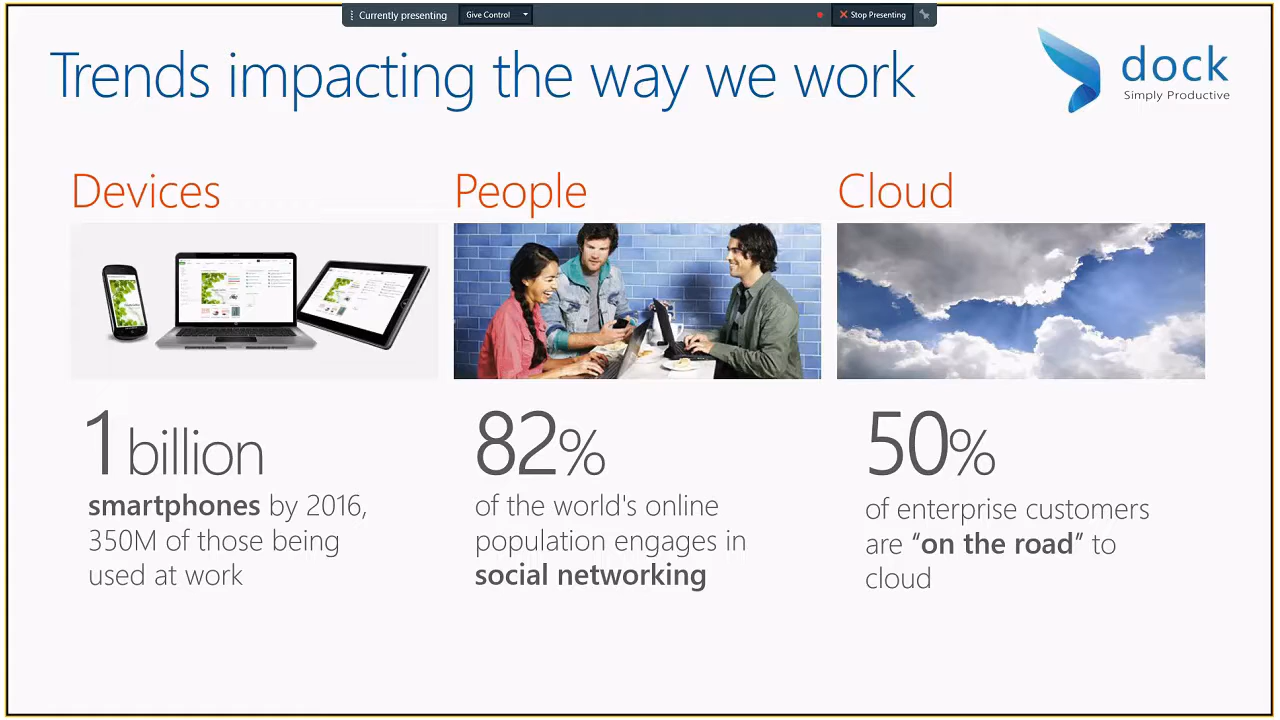 Currently presenting
Give Control
Stop Presenting
Trends impacting the way we work
dock
Simply Productive
Devices
People
Cloud
1 billion
smartphones by 2016,
350M of those being
used at work
82%
of the world's online
population engages in
social networking
50%
of enterprise customers
are “on the road” to
cloud